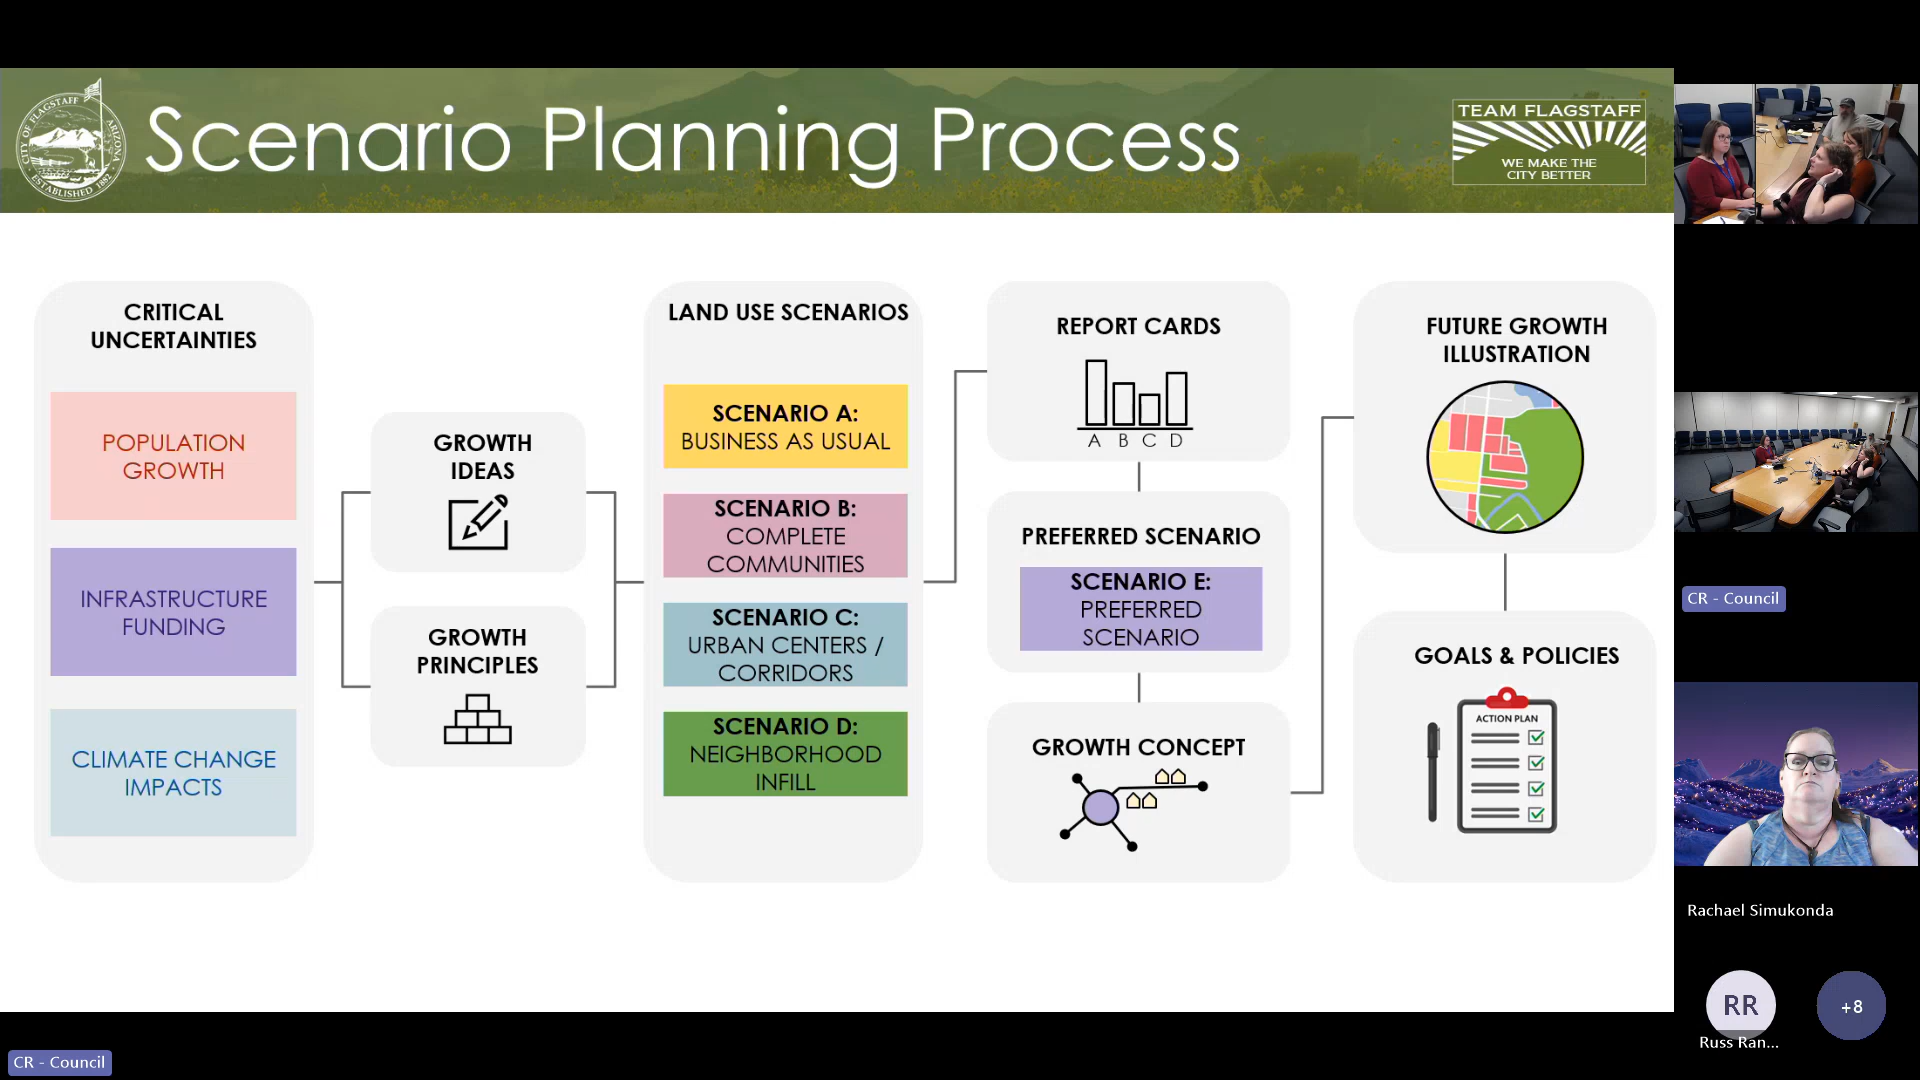 CITY OF FLAGSTAFF
ARIZONA
ESTABLISHED 1882
Scenario Planning Process
TEAM FLAGSTAFF
WE MAKE THE
CITY BETTER
CRITICAL
UNCERTAINTIES
POPULATION
GROWTH
INFRASTRUCTURE
FUNDING
CLIMATE CHANGE
IMPACTS
GROWTH
IDEAS
GROWTH
PRINCIPLES
LAND USE SCENARIOS
SCENARIO A:
BUSINESS AS USUAL
SCENARIO B:
COMPLETE
COMMUNITIES
SCENARIO C:
URBAN CENTERS /
CORRIDORS
SCENARIO D:
NEIGHBORHOOD
INFILL
REPORT CARDS
A B C D
PREFERRED SCENARIO
SCENARIO E:
PREFERRED
SCENARIO
GROWTH CONCEPT
FUTURE GROWTH
ILLUSTRATION
GOALS & POLICIES
ACTION PLAN
CR - Council
Rachael Simukonda
RR
+8
Russ Ran...
CR - Council